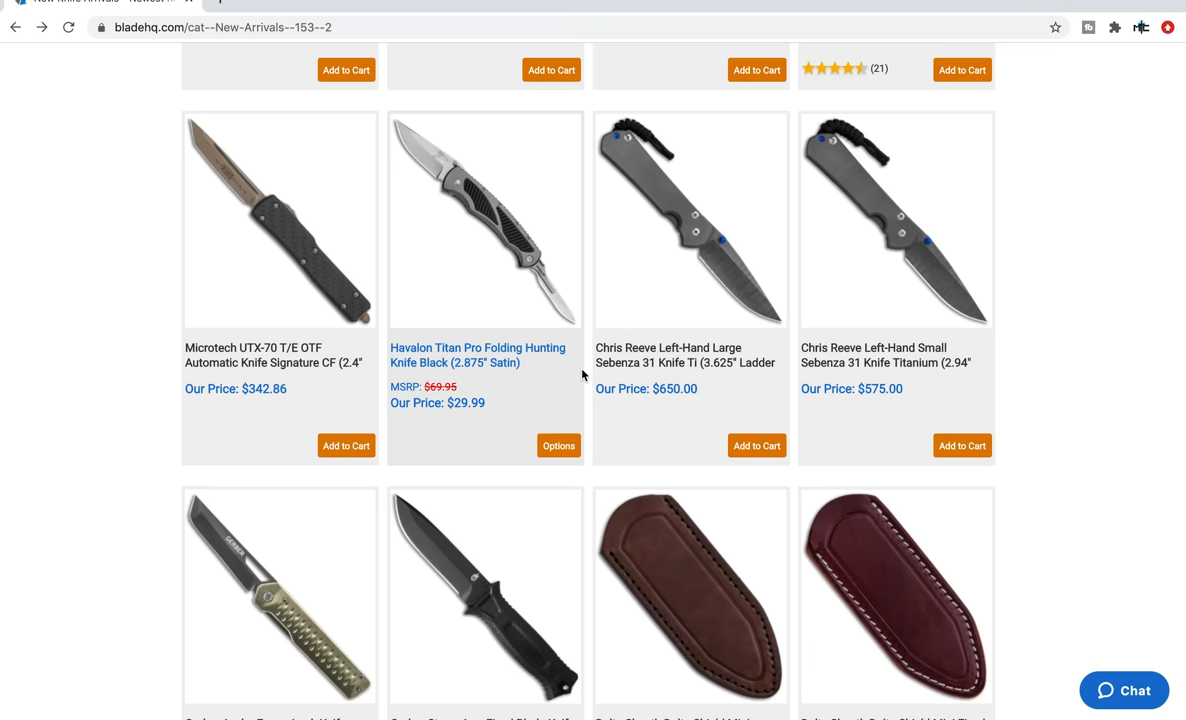 bladehq.com/cat--New-Arrivals--153--2
Add to Cart
Add to Cart
Add to Cart
(21)
Add to Cart
Microtech UTX-70 T/E OTF
Automatic Knife Signature CF (2.4"
Our Price: $342.86
Add to Cart
Havalon Titan Pro Folding Hunting
Knife Black (2.875" Satin)
MSRP: $69.95
Our Price: $29.99
Options
Chris Reeve Left-Hand Large
Sebenza 31 Knife Ti (3.625" Ladder
Our Price: $650.00
Add to Cart
Chris Reeve Left-Hand Small
Sebenza 31 Knife Titanium (2.94"
Our Price: $575.00
Add to Cart
GERBER
Chat